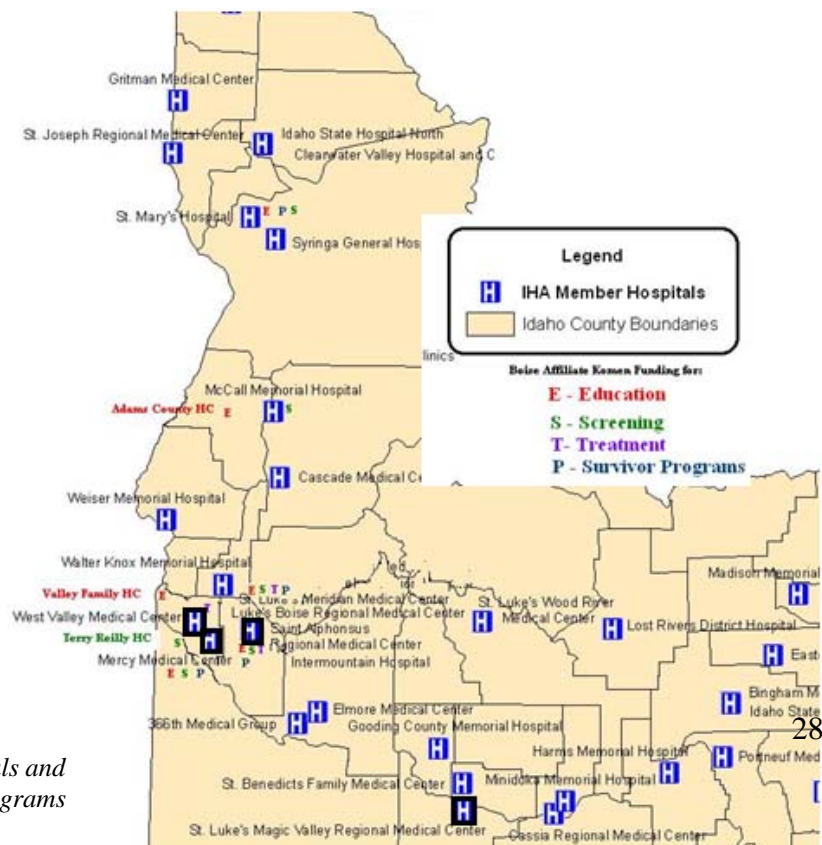 Gritman Medical Center
St. Joseph Regional Medical Center
Idaho State Hospital North
Clearwater Valley Hospital and C
St. Mary's Hospital
E P S
Syringa General Hos
Legend
H IHA Member Hospitals
Idaho County Boundaries
linics
Boise Affiliate Komen Funding for:
E - Education
S - Screening
T- Treatment
P - Survivor Programs
McCall Memorial Hospital
Adams County HC E
S
Cascade Medical Ce
Weiser Memorial Hospital
Walter Knox Memorial Hospital
Valley Family HC E
E S T P
Meridian Medical Center
West Valley Medical Center
Luke's Boise Regional Medical Center
Saint Alphonsus
Terry Reilly HC S
Regional Medical Center
Mercy Medical Center
E S T
P
Intermountain Hospital
E S P
St. Luke's Wood River
Medical Center
Lost Rivers District Hospital
Madison Memorial
East
Bingham M
Idaho State
28
Elmore Medical Center
366th Medical Group
Gooding County Memorial Hospital
Harms Memorial Hospital
Portneuf Med
als and
ograms
St. Benedicts Family Medical Center
Minidoka Memorial Hospital
St. Luke's Magic Valley Regional Medical Center
Cassia Regional Medical Center